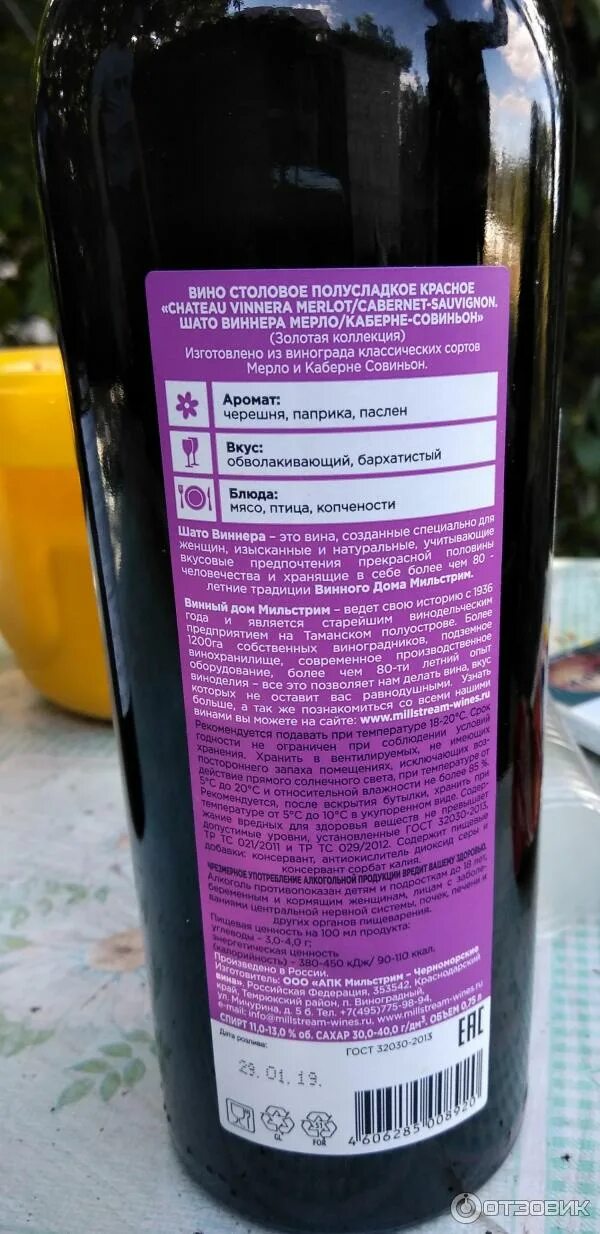 ВИНО СТОЛОВОЕ ПОЛУСЛАДКОЕ КРАСНОЕ
«CHATEAU VINNERA MERLOT/CABERNET-SAUVIGNON.
ШАТО ВИННЕРА МЕРЛО/КАБЕРНЕ-СОВИНЬОН»
(Золотая коллекция)
Изготовлено из винограда классических сортов
Мерло и Каберне Совиньон.
Аромат:
черешня, паприка, паслен
Вкус:
обволакивающий, бархатистый
Блюда:
мясо, птица, копчености
Шато Виннера – это вина, созданные специально для
женщин, изысканные и натуральные, учитывающие
вкусовые предпочтения прекрасной половины
человечества и хранящие в себе более чем 80 -
летние традиции Винного Дома Мильстрим.
Винный дом Мильстрим – ведет свою историю с 1936
года и является старейшим винодельческим
предприятием на Таманском полуострове. Более
1200га собственных виноградников, подземное
винохранилище, современное производственное
оборудование, более чем 80-ти летний опыт
виноделия – все это позволяет нам делать вина, вкус
которых не оставит вас равнодушными. Узнать
больше, а так же познакомиться со всеми нашими
винами вы можете на сайте: www.millstream-wines.ru
Рекомендуется подавать при температуре 18-20°С. Срок
годности не ограничен при соблюдении условий
хранения. Хранить в вентилируемых, не имеющих
постороннего запаха помещениях, исключающих воз-
действие прямого солнечного света, при температуре от
5°С до 20°С и относительной влажности не более 85 %.
Рекомендуется, после вскрытия бутылки, хранить при
температуре от 5°С до 10°С в укупоренном виде. Содер-
жание вредных для здоровья веществ не превышает
допустимые уровни, установленные ГОСТ 32030-2013,
ТР ТС 021/2011 и ТР ТС 029/2012. Содержит пищевые
добавки: консервант, антиокислитель диоксид серы и
консервант сорбат калия.
ЧРЕЗМЕРНОЕ УПОТРЕБЛЕНИЕ АЛКОГОЛЬНОЙ ПРОДУКЦИИ ВРЕДИТ ВАШЕМУ ЗДОРОВЬЮ.
Алкоголь противопоказан детям и подросткам до 18 лет,
беременным и кормящим женщинам, лицам с заболе-
ваниями центральной нервной системы, почек, печени и
других органов пищеварения.
Пищевая ценность на 100 мл продукта:
углеводы – 3,0-4,0 г;
энергетическая ценность
(калорийность) – 380-450 кДж/ 90-110 ккал.
Произведено в России.
Изготовитель: ООО «АПК Мильстрим – Черноморские
вина», Российская Федерация, 353542, Краснодарский
край, Темрюкский район, п. Виноградный,
ул. Мичурина, д. 5 б. Тел. +7(495)775-98-94,
e-mail: info@millstream-wines.ru, www.millstream-wines.ru
СПИРТ 11,0-13,0 % об. САХАР 30,0-40,0 г/дм³. ОБЪЕМ 0,75 л
Дата розлива:
ГОСТ 32030-2013
EAC
29.01.19.
GL
51
FOR
4 606285 008920
ОТЗОВИК